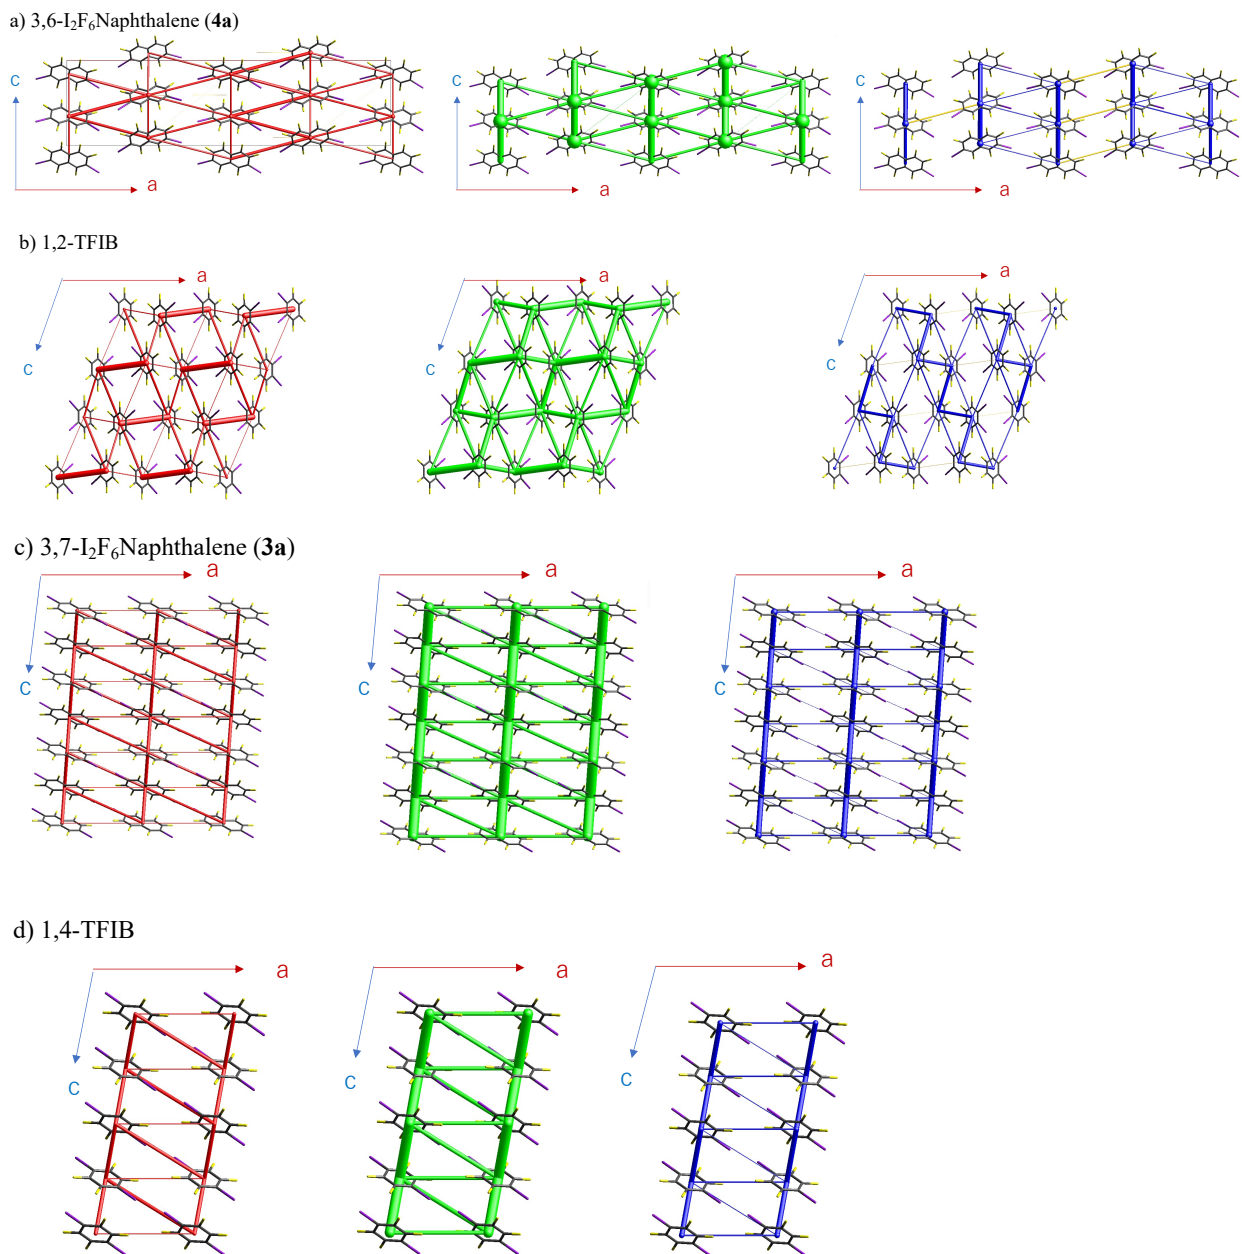 a) 3,6-I₂F₆Naphthalene (4a)
c c c
a a a
b) 1,2-TFIB
a a a
c c c
c) 3,7-I₂F₆Naphthalene (3a)
a a a
C C C
d) 1,4-TFIB
a a a
C C C